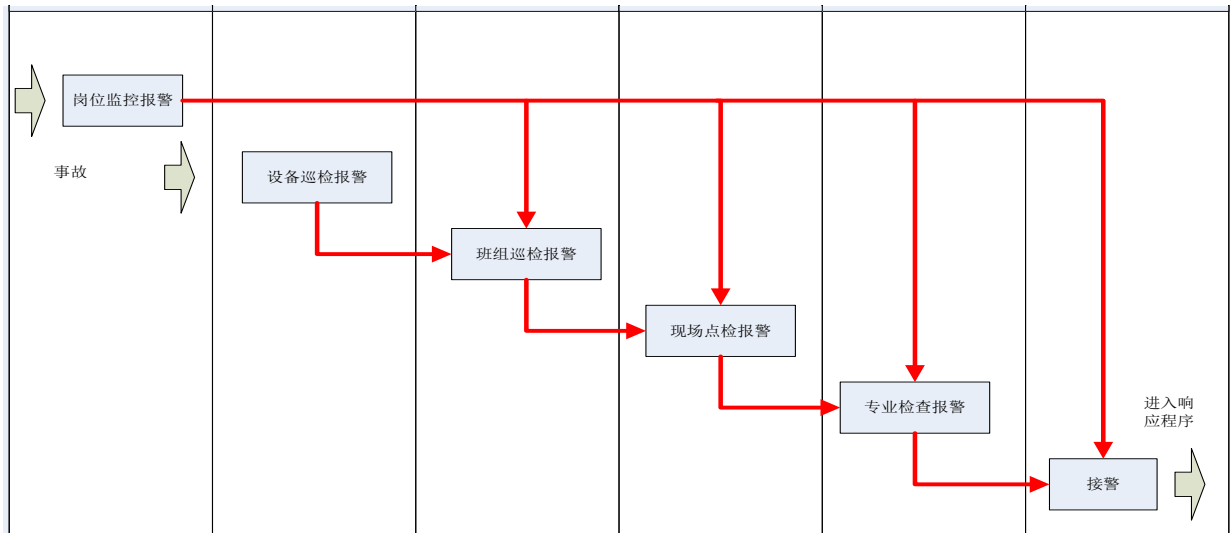 岗位监控报警
事故
设备巡检报警
班组巡检报警
现场点检报警
专业检查报警
进入响
应程序
接警